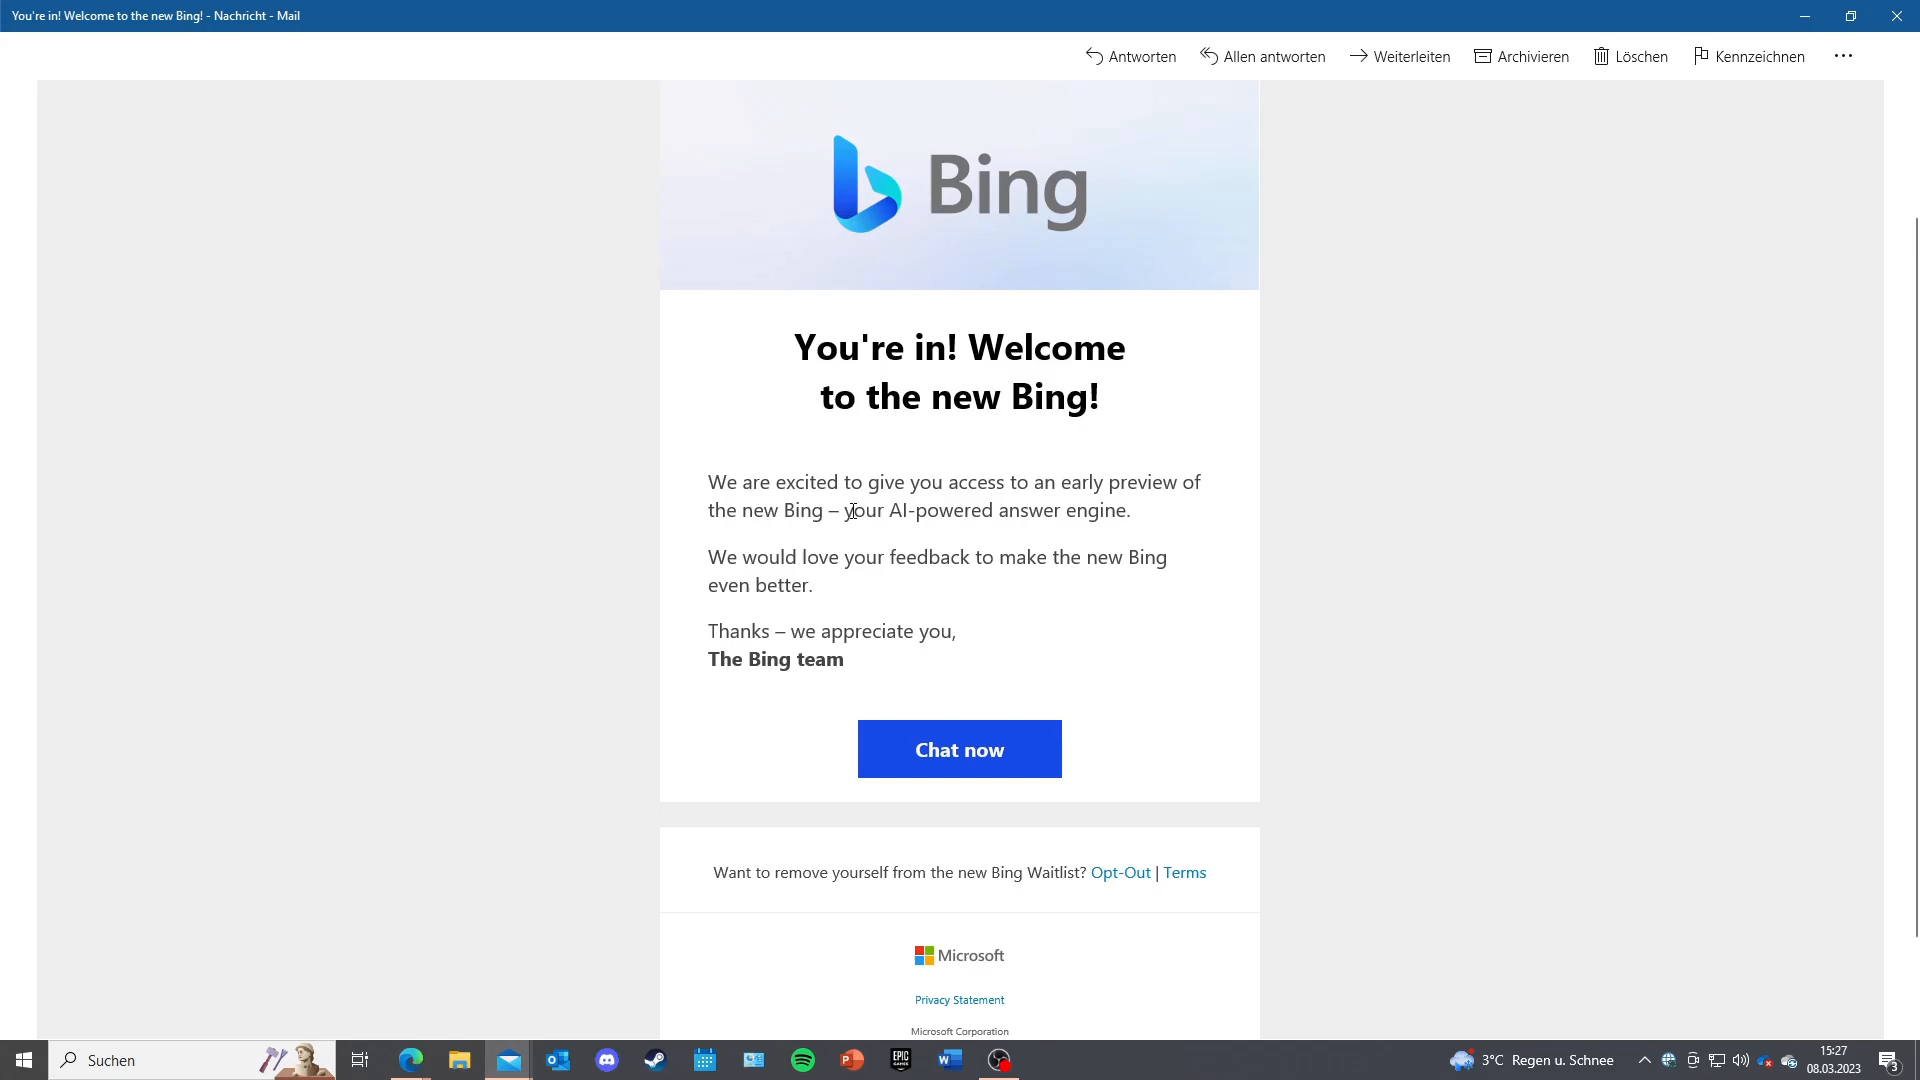 You're in! Welcome to the new Bing! - Nachricht - Mail
Antworten
Allen antworten
Weiterleiten
Archivieren
Löschen
Kennzeichnen
Bing
You're in! Welcome
to the new Bing!
We are excited to give you access to an early preview of
the new Bing – your AI-powered answer engine.
We would love your feedback to make the new Bing
even better.
Thanks – we appreciate you,
The Bing team
Chat now
Want to remove yourself from the new Bing Waitlist? Opt-Out | Terms
Microsoft
Privacy Statement
Microsoft Corporation
Suchen
EPIC GAMES
3°C Regen u. Schnee
15:27
08.03.2023
3